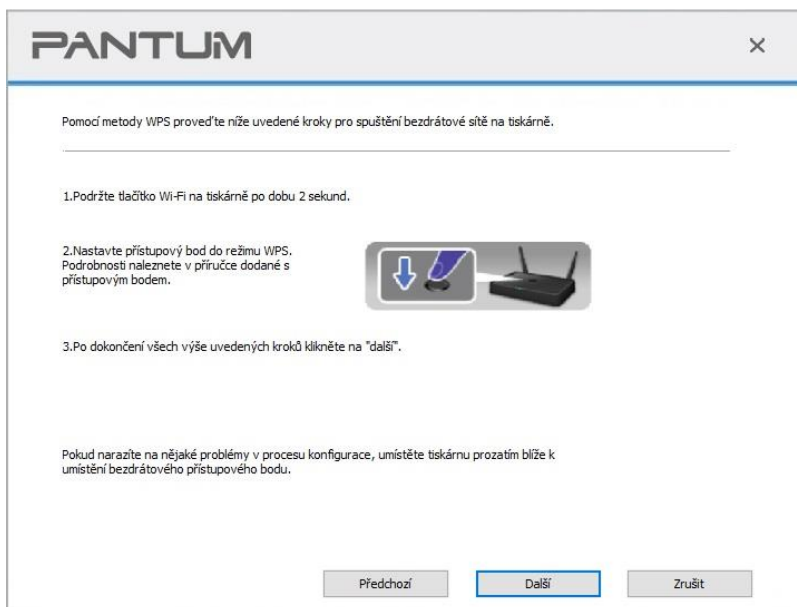 PANTUM
Pomocí metody WPS proveďte níže uvedené kroky pro spuštění bezdrátové sítě na tiskárně.
1.Podržte tlačítko Wi-Fi na tiskárně po dobu 2 sekund.
2.Nastavte přístupový bod do režimu WPS.
Podrobnosti naleznete v příručce dodané s
přístupovým bodem.
3.Po dokončení všech výše uvedených kroků klikněte na "další".
Pokud narazíte na nějaké problémy v procesu konfigurace, umístěte tiskárnu prozatím blíže k
umístění bezdrátového přístupového bodu.
Předchozí Další Zrušit